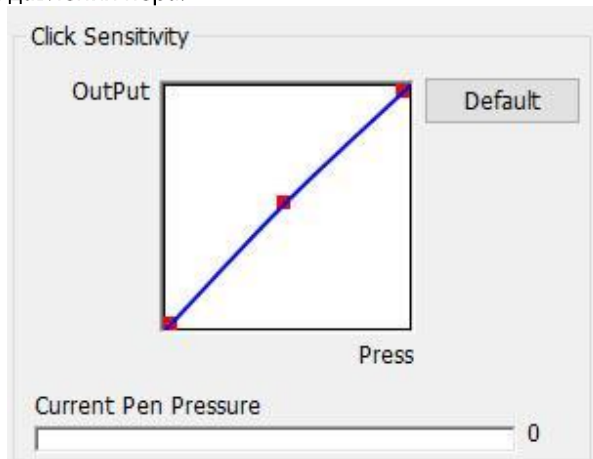 Click Sensitivity
OutPut
Default
Press
Current Pen Pressure
0